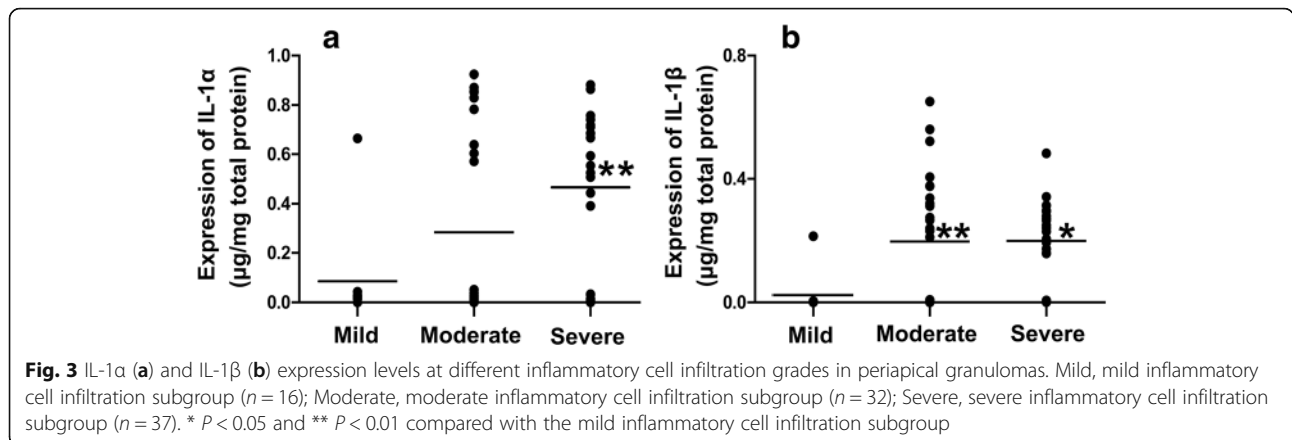 a
b
Expression of IL-1α
(µg/mg total protein)
1.0
0.8
0.6
0.4
0.2
0.0
**
Mild Moderate Severe
Expression of IL-1β
(µg/mg total protein)
0.8
0.4
0.0
**
*
Mild Moderate Severe
Fig. 3 IL-1α (a) and IL-1β (b) expression levels at different inflammatory cell infiltration grades in periapical granulomas. Mild, mild inflammatory
cell infiltration subgroup (n = 16); Moderate, moderate inflammatory cell infiltration subgroup (n = 32); Severe, severe inflammatory cell infiltration
subgroup (n = 37). * P < 0.05 and ** P < 0.01 compared with the mild inflammatory cell infiltration subgroup